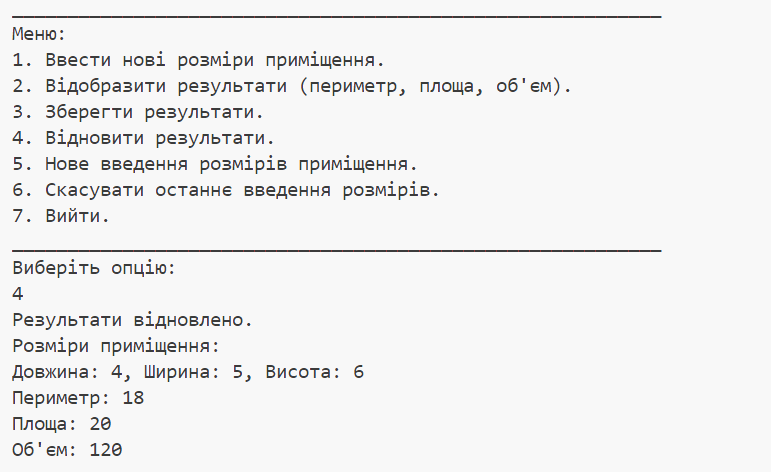 ___________________________________________________________
Меню:
1. Ввести нові розміри приміщення.
2. Відобразити результати (периметр, площа, об'єм).
3. Зберегти результати.
4. Відновити результати.
5. Нове введення розмірів приміщення.
6. Скасувати останнє введення розмірів.
7. Вийти.
___________________________________________________________
Виберіть опцію:
4
Результати відновлено.
Розміри приміщення:
Довжина: 4, Ширина: 5, Висота: 6
Периметр: 18
Площа: 20
Об'єм: 120